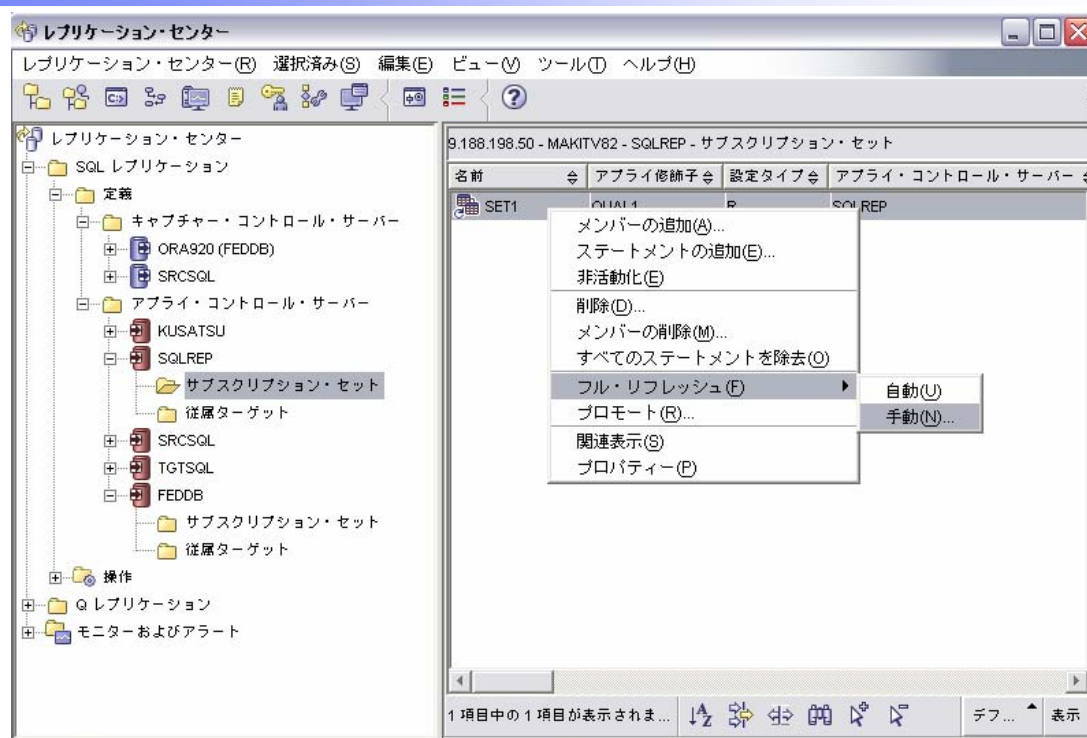 レプリケーション・センター
レプリケーション・センター(R) 選択済み(S) 編集(E) ビュー(V) ツール(T) ヘルプ(H)
レプリケーション・センター
SQL レプリケーション
定義
キャプチャー・コントロール・サーバー
ORA920 (FEDDB)
SRCSQL
アプライ・コントロール・サーバー
KUSATSU
SQLREP
サブスクリプション・セット
従属ターゲット
SRCSQL
TGTSQL
FEDDB
サブスクリプション・セット
従属ターゲット
操作
Q レプリケーション
モニターおよびアラート
9.188.198.50 - MAKITV82 - SQLREP - サブスクリプション・セット
名前 アプライ修飾子 設定タイプ アプライ・コントロール・サーバー
SET1 QUAL1 R SQLREP
メンバーの追加(A)...
ステートメントの追加(E)...
非活動化(E)
削除(D)...
メンバーの削除(M)...
すべてのステートメントを除去(O)
フル・リフレッシュ(F)
自動(U)
手動(N)...
プロモート(R)...
関連表示(S)
プロパティー(P)
1 項目中の 1 項目が表示されま... デフ... 表示